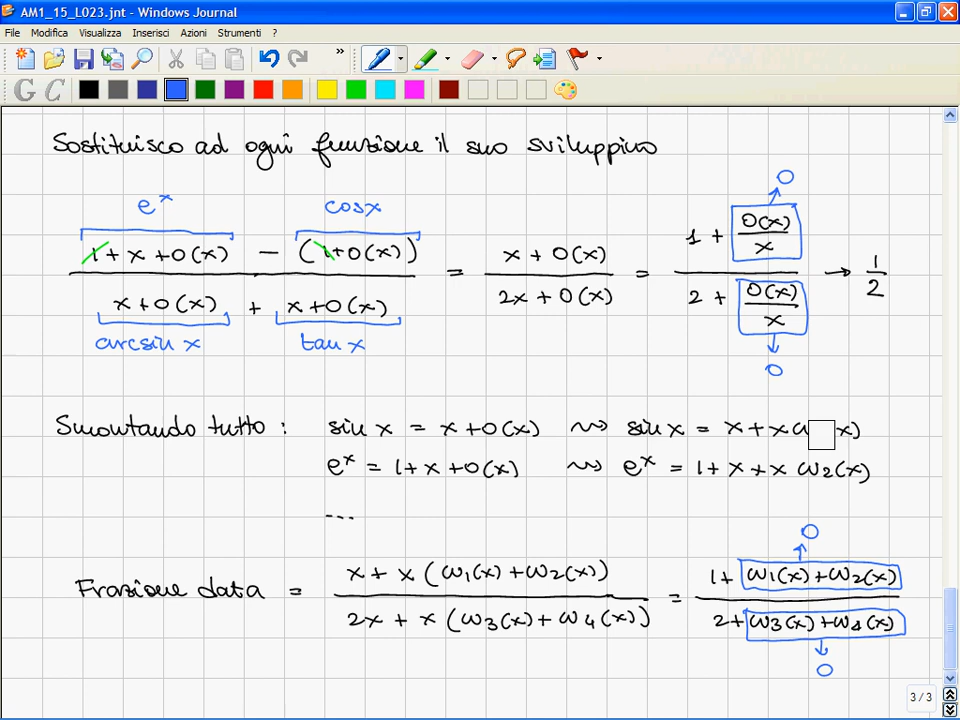 AM1_15_L023.jnt - Windows Journal
File Modifica Visualizza Inserisci Azioni Strumenti ?
Sostituisco ad ogni funzione il suo sviluppino
e^x cos x 0
1 + x + o(x) − (1 + o(x)) / x + o(x) + x + o(x) = x + o(x) / 2x + o(x) = 1 + o(x)/x / 2 + o(x)/x → 1/2
arcsin x tan x 0
Smontando tutto : sin x = x + o(x) ⇝ sin x = x + x x)
e^x = 1 + x + o(x) ⇝ e^x = 1 + x + x ω2(x)
...
0
Frazione data = x + x (ω1(x) + ω2(x)) / 2x + x (ω3(x) + ω4(x)) = 1 + ω1(x) + ω2(x) / 2 + ω3(x) + ω4(x)
0
3 / 3